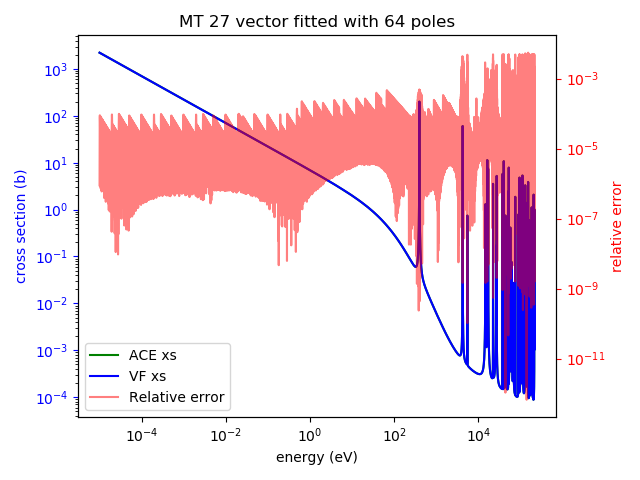 MT 27 vector fitted with 64 poles
cross section (b)
10^3
10^2
10^1
10^0
10^-1
10^-2
10^-3
10^-4
10^-3
10^-5
10^-7
10^-9
10^-11
relative error
ACE xs
VF xs
Relative error
10^-4 10^-2 10^0 10^2 10^4
energy (eV)